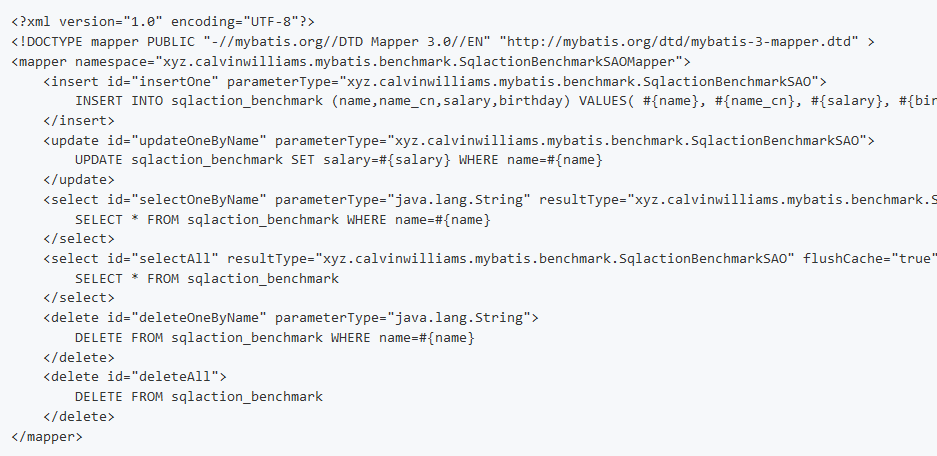 <?xml version="1.0" encoding="UTF-8"?>
<!DOCTYPE mapper PUBLIC "-//mybatis.org//DTD Mapper 3.0//EN" "http://mybatis.org/dtd/mybatis-3-mapper.dtd" >
<mapper namespace="xyz.calvinwilliams.mybatis.benchmark.SqlactionBenchmarkSAOMapper">
    <insert id="insertOne" parameterType="xyz.calvinwilliams.mybatis.benchmark.SqlactionBenchmarkSAO">
        INSERT INTO sqlaction_benchmark (name,name_cn,salary,birthday) VALUES( #{name}, #{name_cn}, #{salary}, #{bir
    </insert>
    <update id="updateOneByName" parameterType="xyz.calvinwilliams.mybatis.benchmark.SqlactionBenchmarkSAO">
        UPDATE sqlaction_benchmark SET salary=#{salary} WHERE name=#{name}
    </update>
    <select id="selectOneByName" parameterType="java.lang.String" resultType="xyz.calvinwilliams.mybatis.benchmark.S
        SELECT * FROM sqlaction_benchmark WHERE name=#{name}
    </select>
    <select id="selectAll" resultType="xyz.calvinwilliams.mybatis.benchmark.SqlactionBenchmarkSAO" flushCache="true"
        SELECT * FROM sqlaction_benchmark
    </select>
    <delete id="deleteOneByName" parameterType="java.lang.String">
        DELETE FROM sqlaction_benchmark WHERE name=#{name}
    </delete>
    <delete id="deleteAll">
        DELETE FROM sqlaction_benchmark
    </delete>
</mapper>